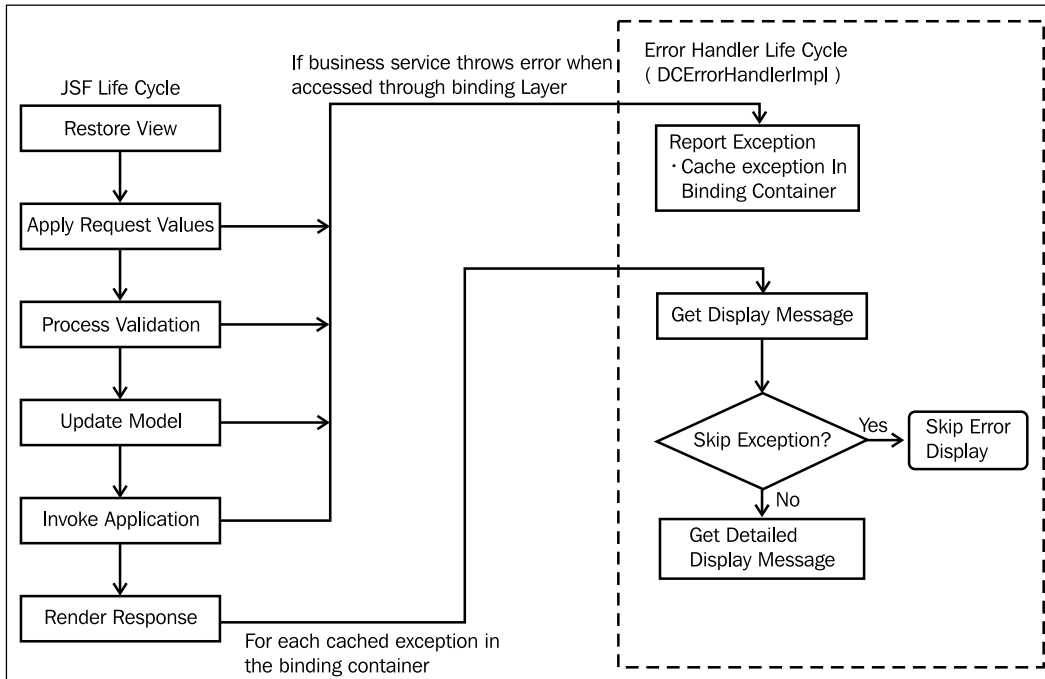 JSF Life Cycle
Restore View
Apply Request Values
Process Validation
Update Model
Invoke Application
Render Response
If business service throws error when
accessed through binding Layer
For each cached exception in
the binding container
Error Handler Life Cycle
( DCErrorHandlerImpl )
Report Exception
· Cache exception In
Binding Container
Get Display Message
Skip Exception?
Yes
Skip Error
Display
No
Get Detailed
Display Message